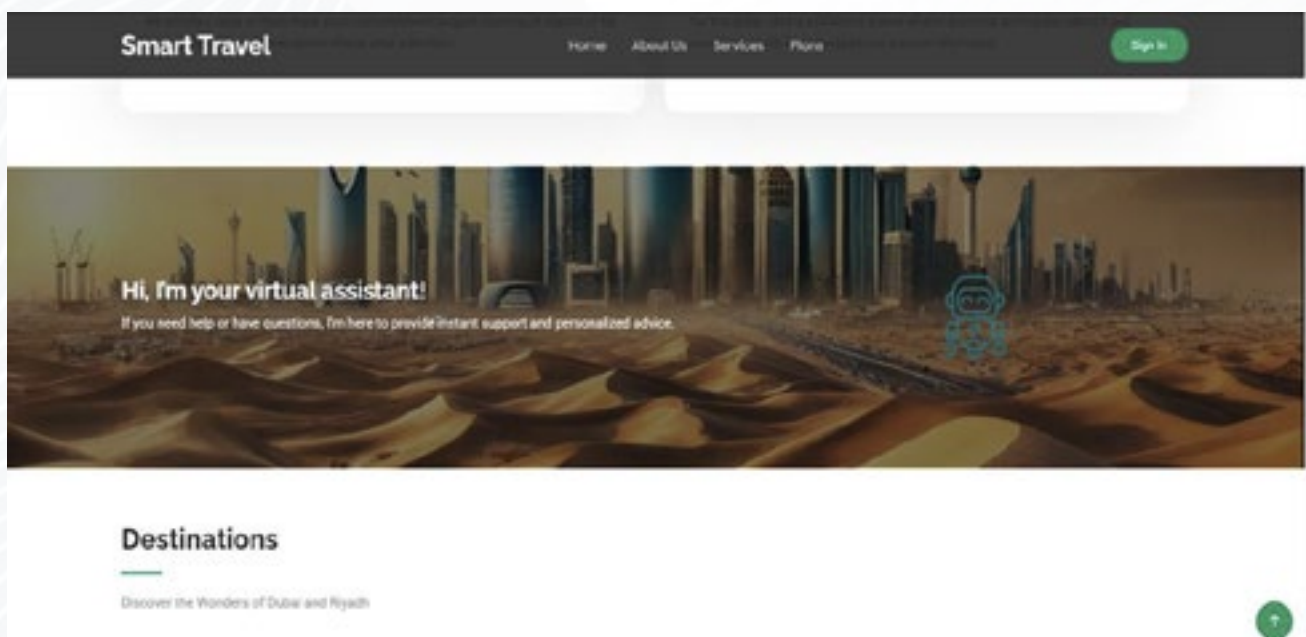 Smart Travel
Home About Us Services Plans
Sign In
Hi, I'm your virtual assistant!
If you need help or have questions, I'm here to provide instant support and personalized advice.
Destinations
Discover the Wonders of Dubai and Riyadh